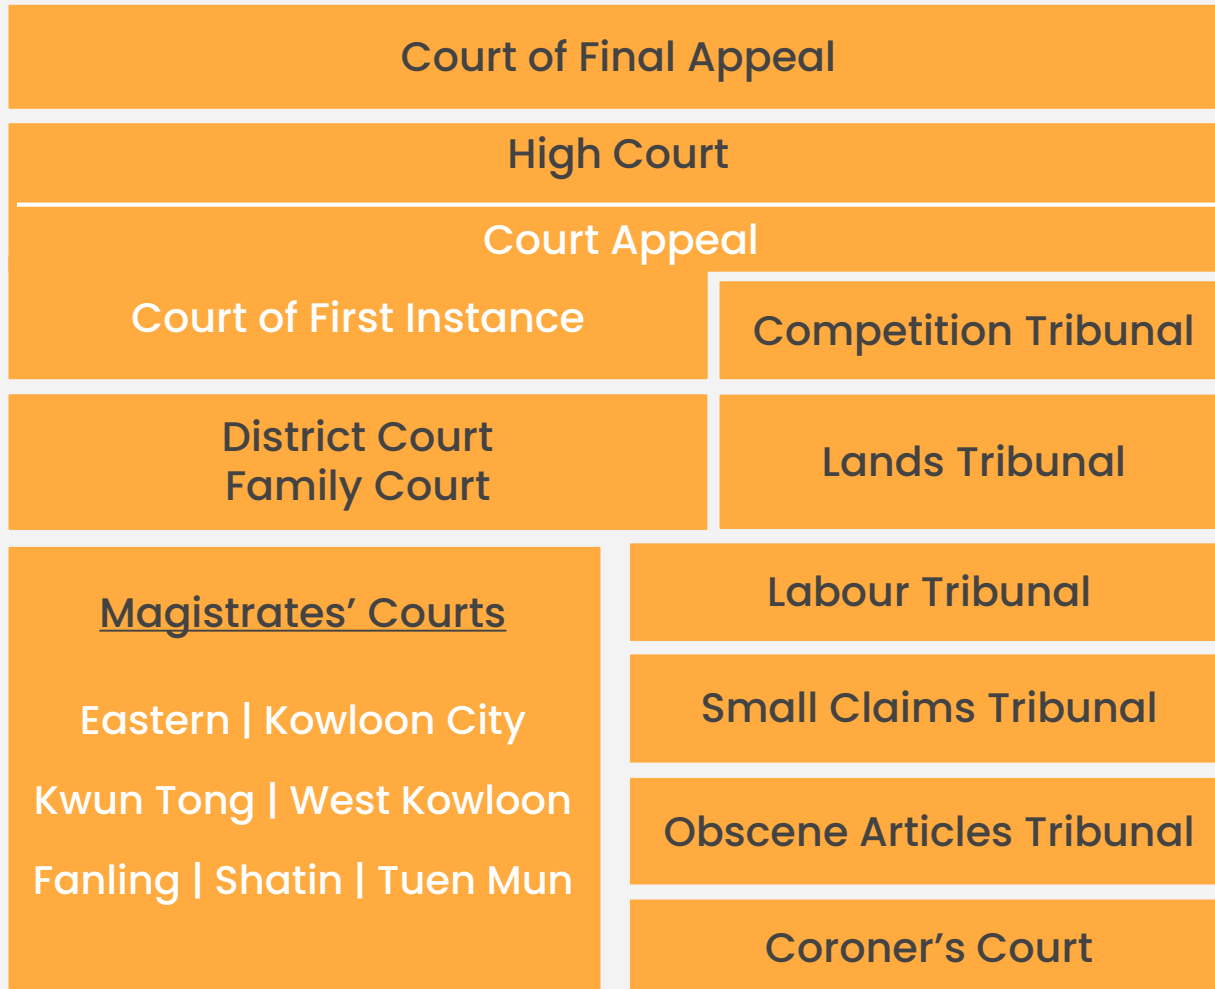 Court of Final Appeal
High Court
Court Appeal
Court of First Instance
Competition Tribunal
District Court
Family Court
Lands Tribunal
Magistrates’ Courts
Eastern | Kowloon City
Kwun Tong | West Kowloon
Fanling | Shatin | Tuen Mun
Labour Tribunal
Small Claims Tribunal
Obscene Articles Tribunal
Coroner’s Court